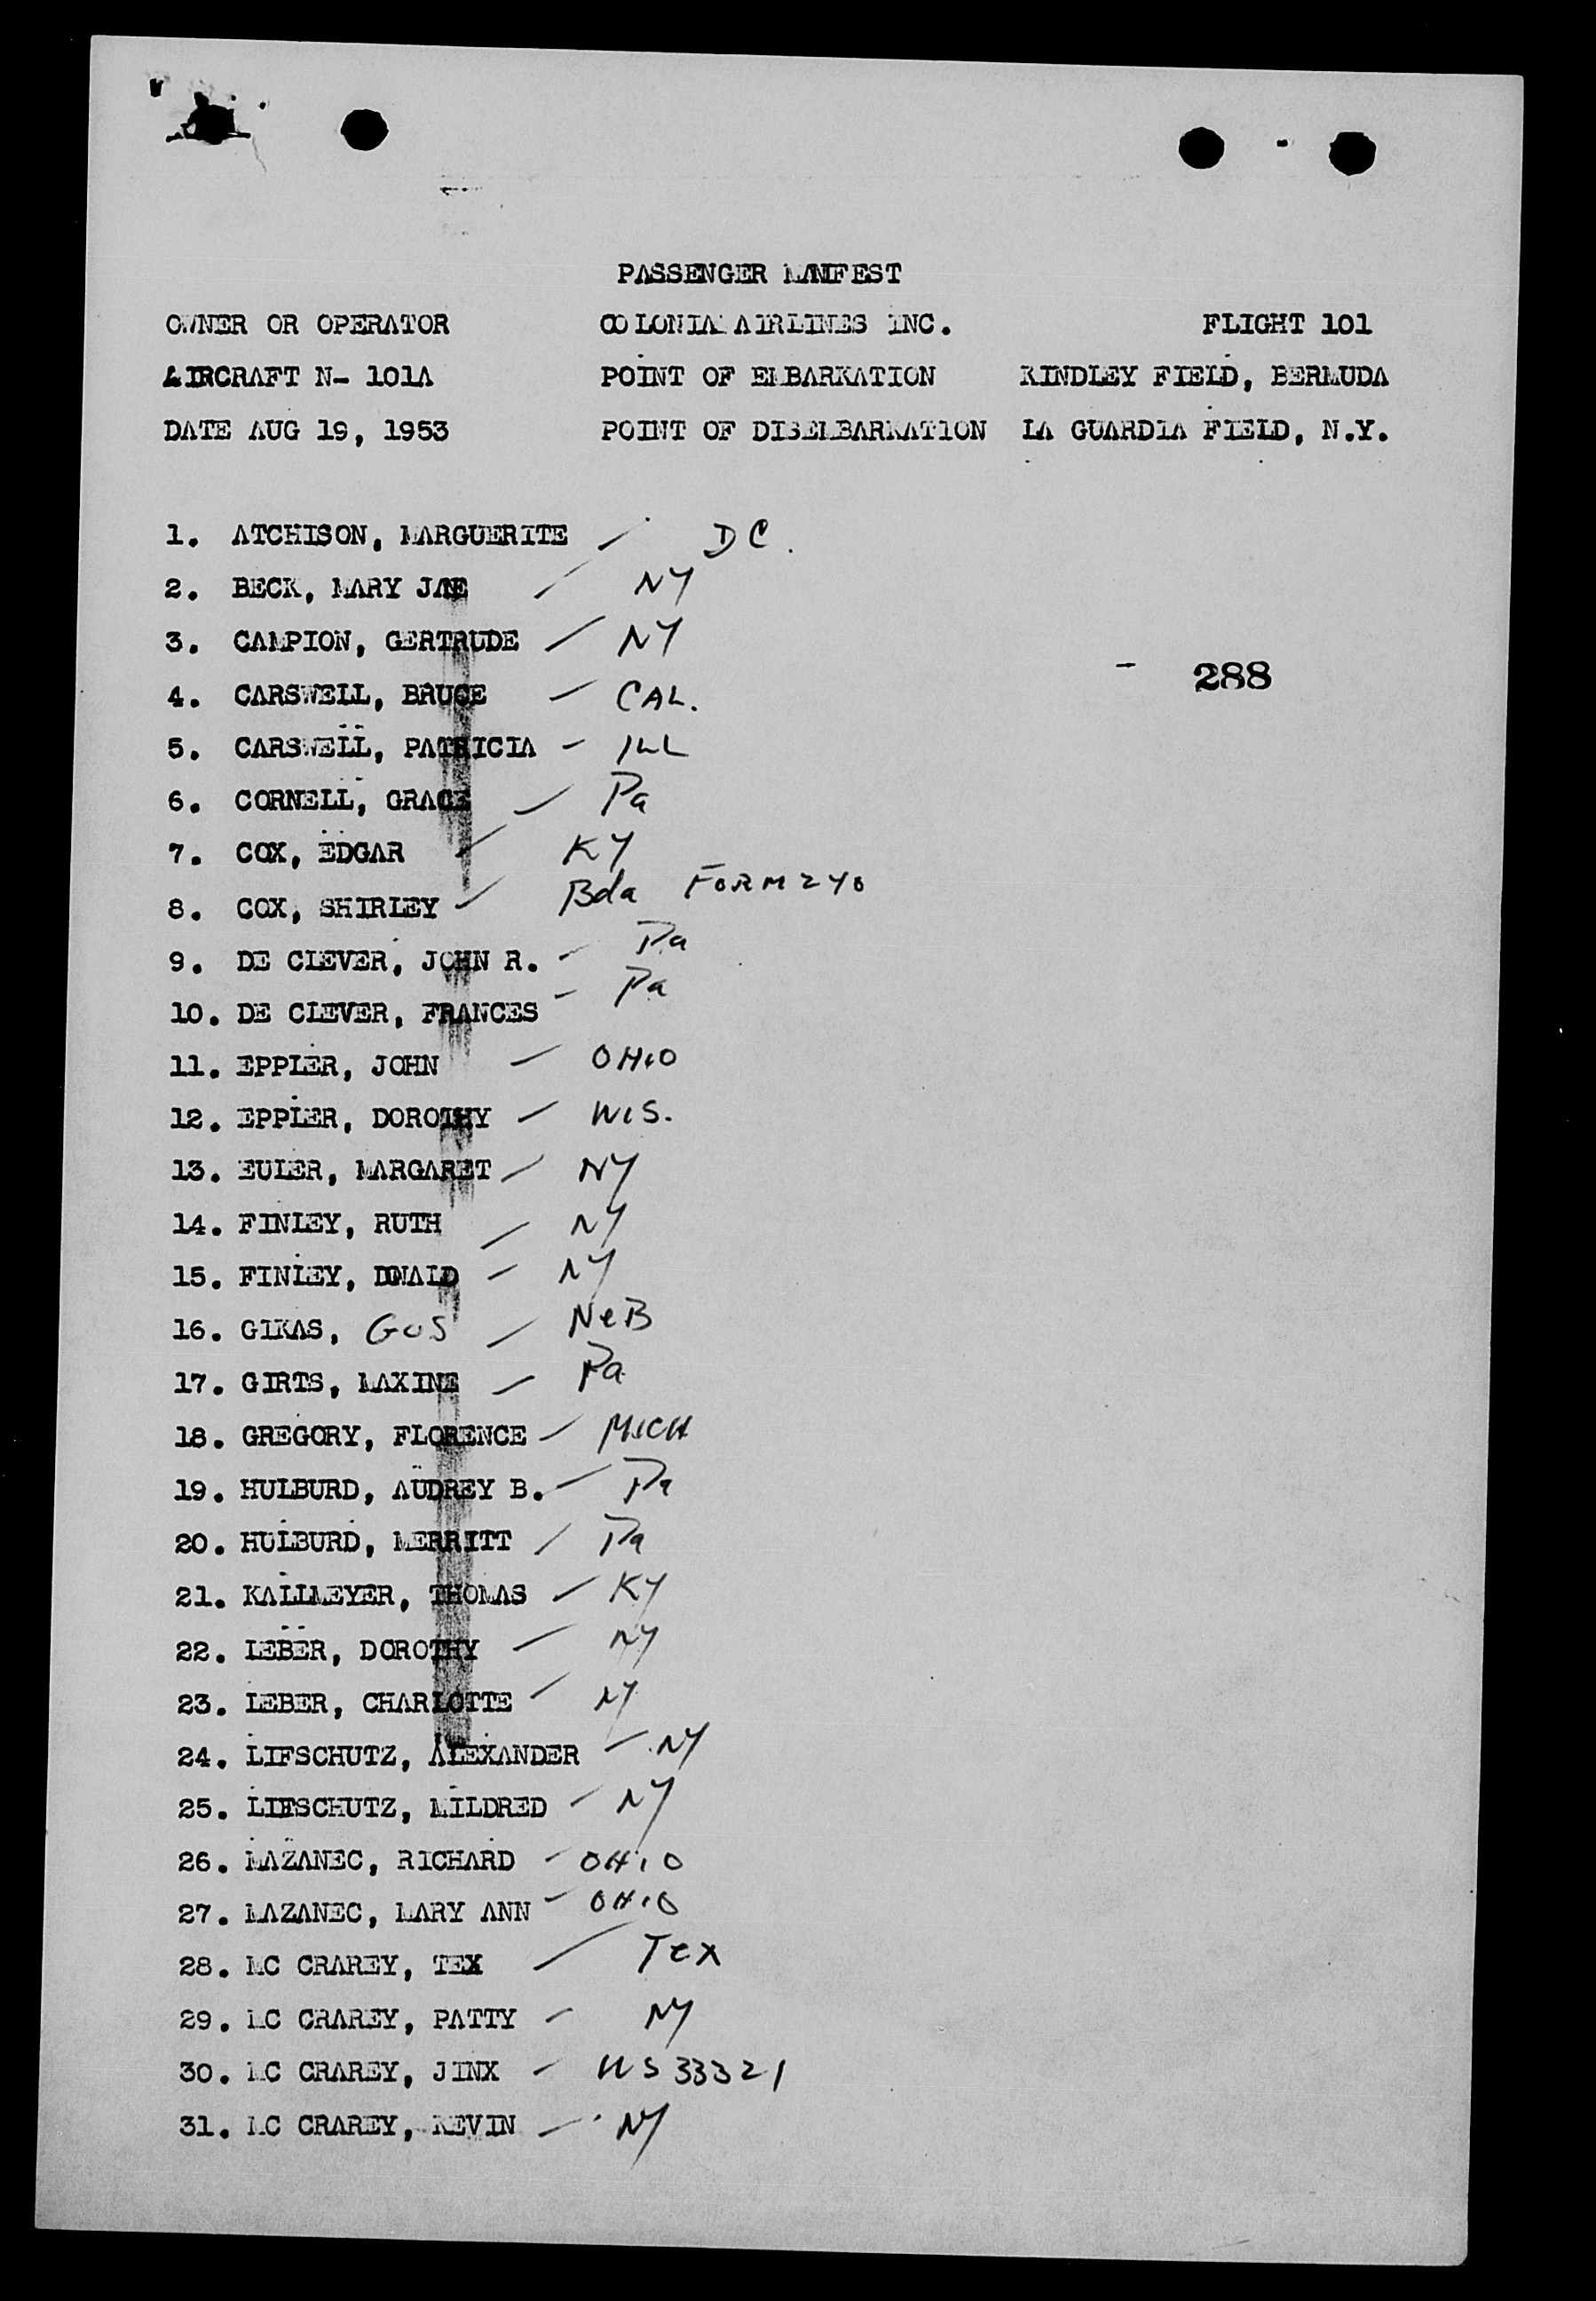 PASSENGER MANIFEST
OWNER OR OPERATOR COLONIAL AIRLINES INC. FLIGHT 101
AIRCRAFT N- 101A POINT OF EMBARKATION KINDLEY FIELD, BERMUDA
DATE AUG 19, 1953 POINT OF DISEMBARKATION LA GUARDIA FIELD, N.Y.
1. ATCHISON, MARGUERITE DC.
2. BECK, MARY JANE NY
3. CAMPION, GERTRUDE NY
288
4. CARSWELL, BRUCE CAL.
5. CARSWELL, PATRICIA ILL
6. CORNELL, GRACE Pa
7. COX, EDGAR KY
8. COX, SHIRLEY Bda FORM 240
9. DE CLEVER, JOHN R. Pa
10. DE CLEVER, FRANCES Pa
11. EPPLER, JOHN OHIO
12. EPPLER, DOROTHY WIS.
13. EULER, MARGARET NY
14. FINLEY, RUTH NY
15. FINLEY, DONALD NY
16. GIKAS, GUS NeB
17. GIRTS, MAXINE Pa
18. GREGORY, FLORENCE MICH
19. HULBURD, AUDREY B. Pa
20. HULBURD, MERRITT Pa
21. KALLMEYER, THOMAS KY
22. LEBER, DOROTHY NY
23. LEBER, CHARLOTTE NY
24. LIFSCHUTZ, ALEXANDER NY
25. LIFSCHUTZ, MILDRED NY
26. MAZANEC, RICHARD OHIO
27. MAZANEC, MARY ANN OHIO
28. MC CRAREY, TEX Tex
29. MC CRAREY, PATTY NY
30. MC CRAREY, JINX US 33321
31. MC CRAREY, KEVIN NY